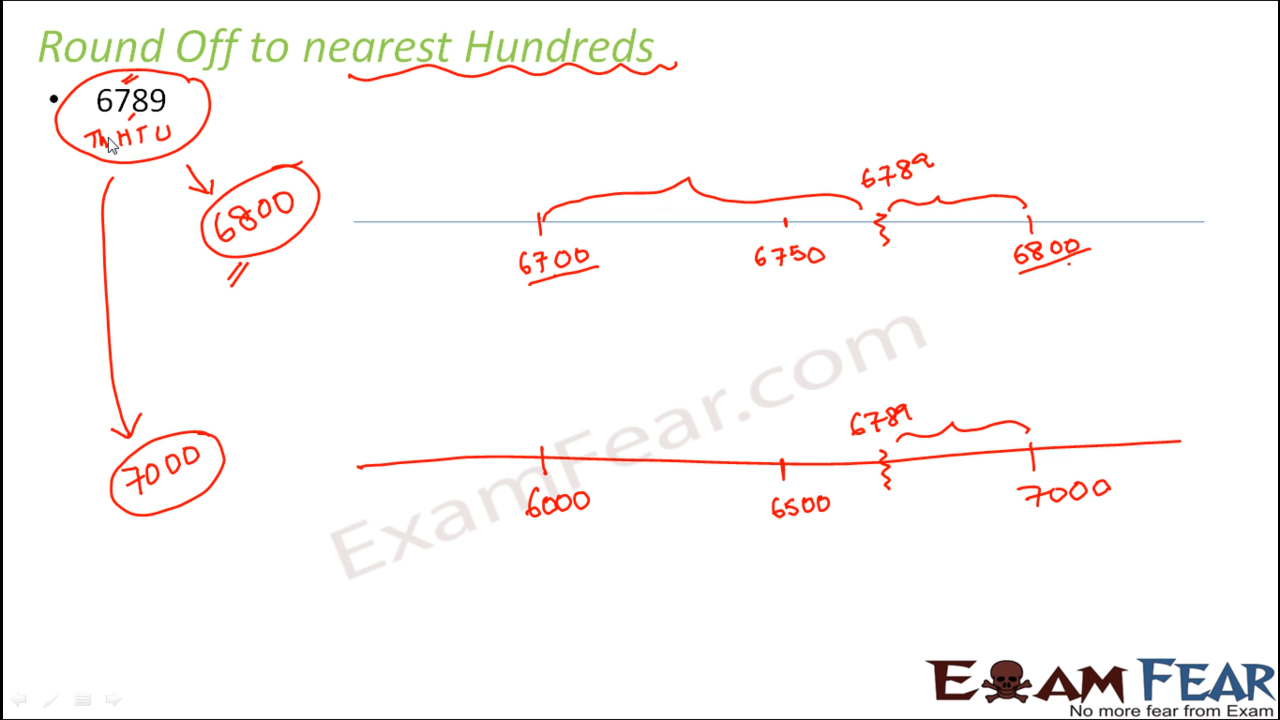 Round Off to nearest Hundreds
• 6789
Th H T U
6800
6789
6700 6750 6800
ExamFear.com
7000
6789
6000 6500 7000
EXAM FEAR
No more fear from Exam